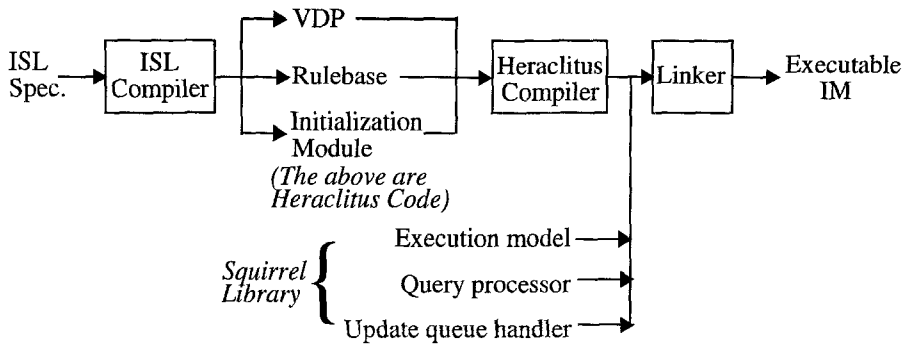 VDP
ISL
Spec.
ISL
Compiler
Rulebase
Heraclitus
Compiler
Linker
Executable
IM
Initialization
Module
(The above are
Heraclitus Code)
Execution model
Squirrel
Library
Query processor
Update queue handler